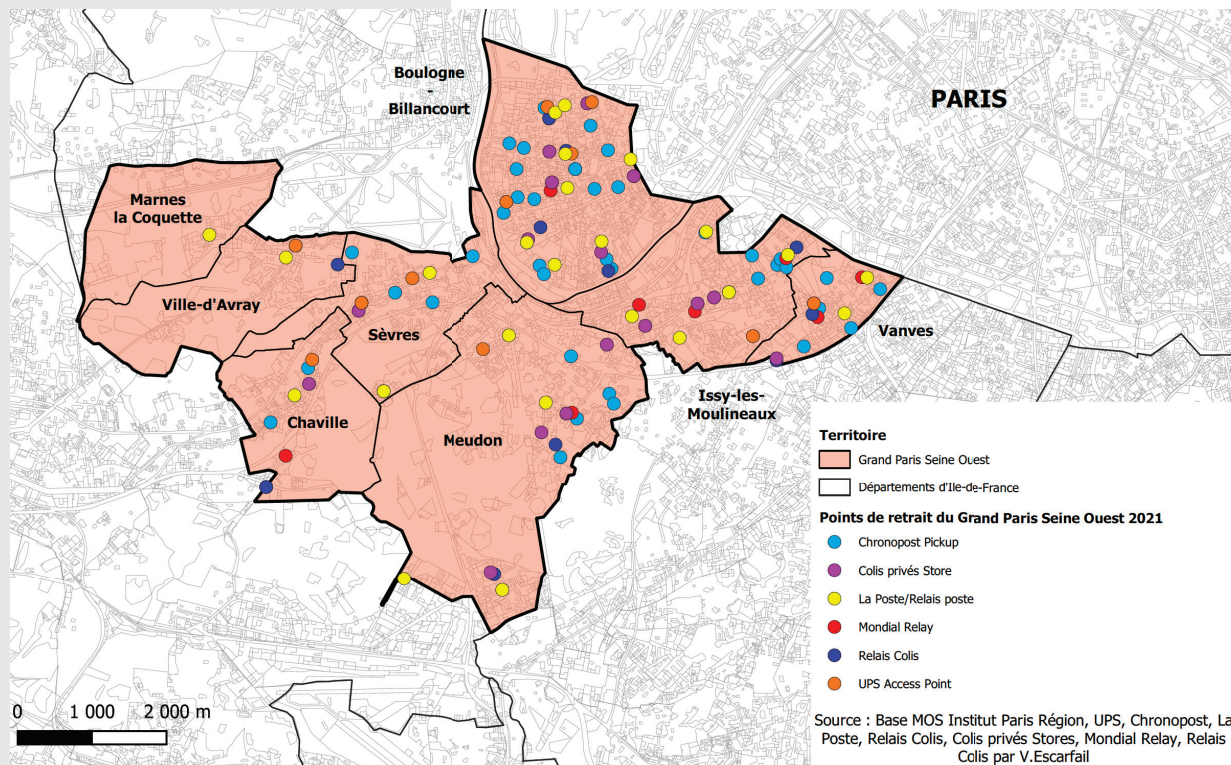 Boulogne
-
Billancourt
PARIS
Marnes
la Coquette
Ville-d'Avray
Sèvres
Vanves
Chaville
Meudon
Issy-les-
Moulineaux
Territoire
Grand Paris Seine Ouest
Départements d'Ile-de-France
Points de retrait du Grand Paris Seine Ouest 2021
Chronopost Pickup
Colis privés Store
La Poste/Relais poste
Mondial Relay
Relais Colis
UPS Access Point
0 1 000 2 000 m
Source : Base MOS Institut Paris Région, UPS, Chronopost, La
Poste, Relais Colis, Colis privés Stores, Mondial Relay, Relais
Colis par V.Escarfail